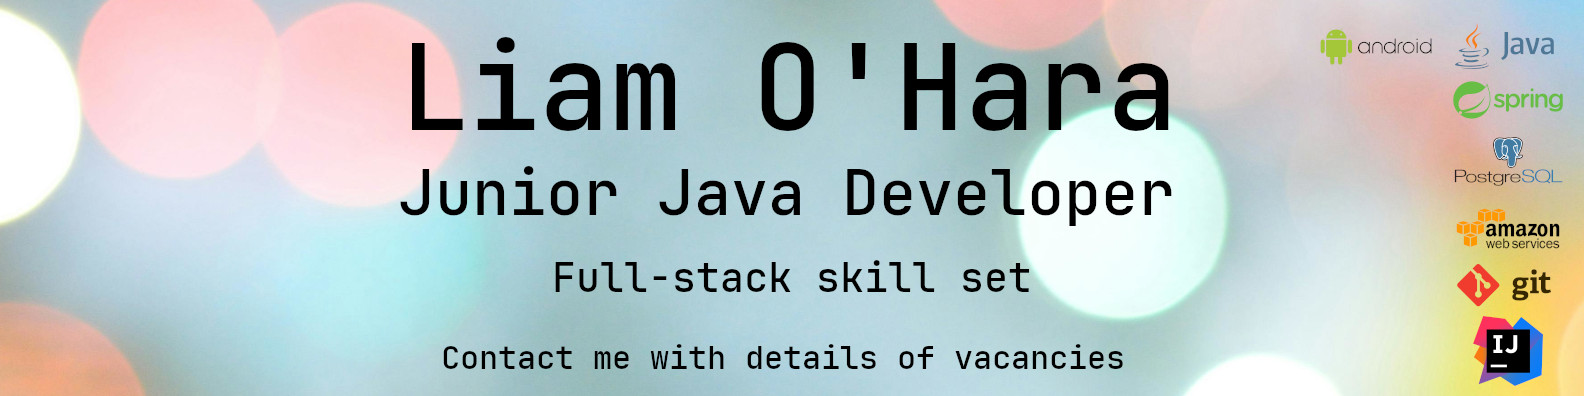 Liam O'Hara
Junior Java Developer
Full-stack skill set
Contact me with details of vacancies
android
Java
spring
PostgreSQL
amazon
web services
git
IJ